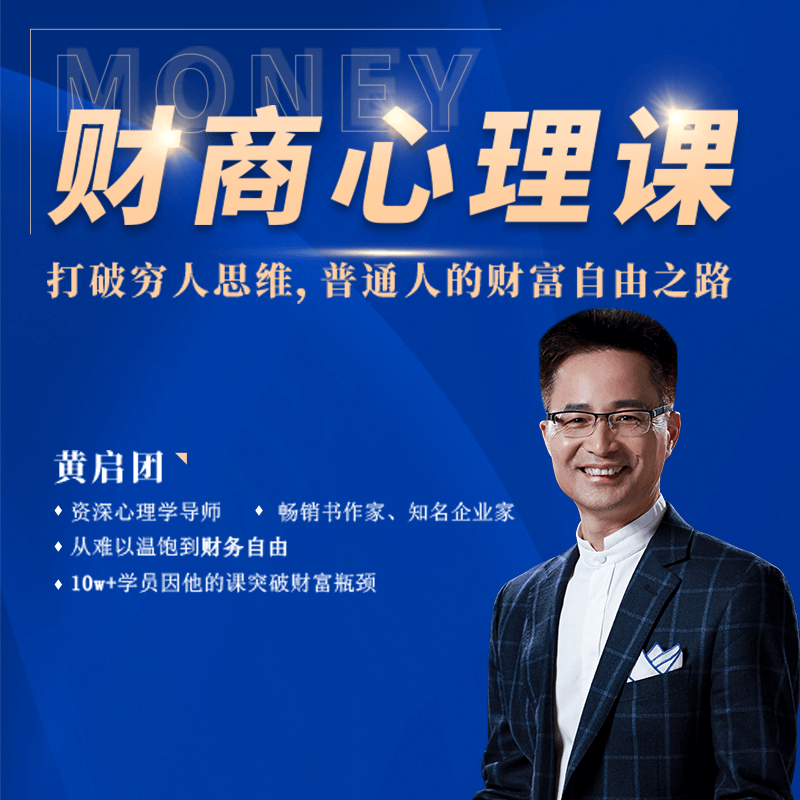 MONEY
财商心理课
打破穷人思维, 普通人的财富自由之路
黄启团
资深心理学导师 畅销书作家、知名企业家
从难以温饱到财务自由
10w+学员因他的课突破财富瓶颈